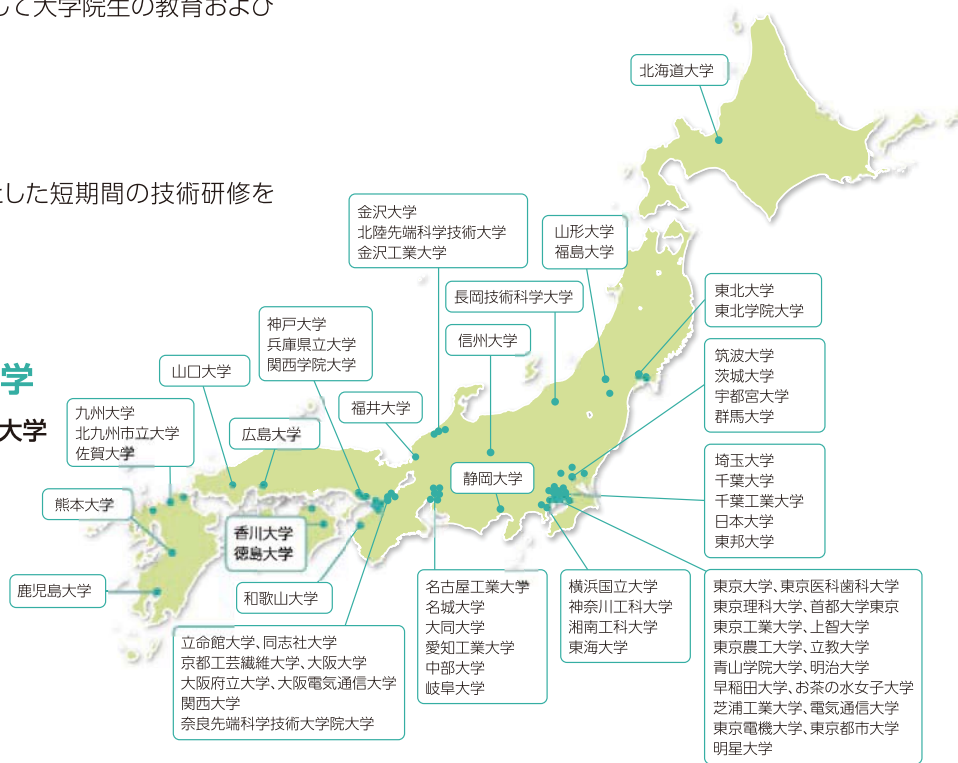 して大学院生の教育および
した短期間の技術研修を
学
大学
北海道大学
金沢大学
北陸先端科学技術大学
金沢工業大学
山形大学
福島大学
長岡技術科学大学
東北大学
東北学院大学
神戸大学
兵庫県立大学
関西学院大学
信州大学
筑波大学
茨城大学
宇都宮大学
群馬大学
山口大学
福井大学
九州大学
北九州市立大学
佐賀大学
広島大学
静岡大学
埼玉大学
千葉大学
千葉工業大学
日本大学
東邦大学
熊本大学
香川大学
徳島大学
鹿児島大学
和歌山大学
名古屋工業大学
名城大学
大同大学
愛知工業大学
中部大学
岐阜大学
横浜国立大学
神奈川工科大学
湘南工科大学
東海大学
東京大学、東京医科歯科大学
東京理科大学、首都大学東京
東京工業大学、上智大学
東京農工大学、立教大学
青山学院大学、明治大学
早稲田大学、お茶の水女子大学
芝浦工業大学、電気通信大学
東京電機大学、東京都市大学
明星大学
立命館大学、同志社大学
京都工芸繊維大学、大阪大学
大阪府立大学、大阪電気通信大学
関西大学
奈良先端科学技術大学院大学